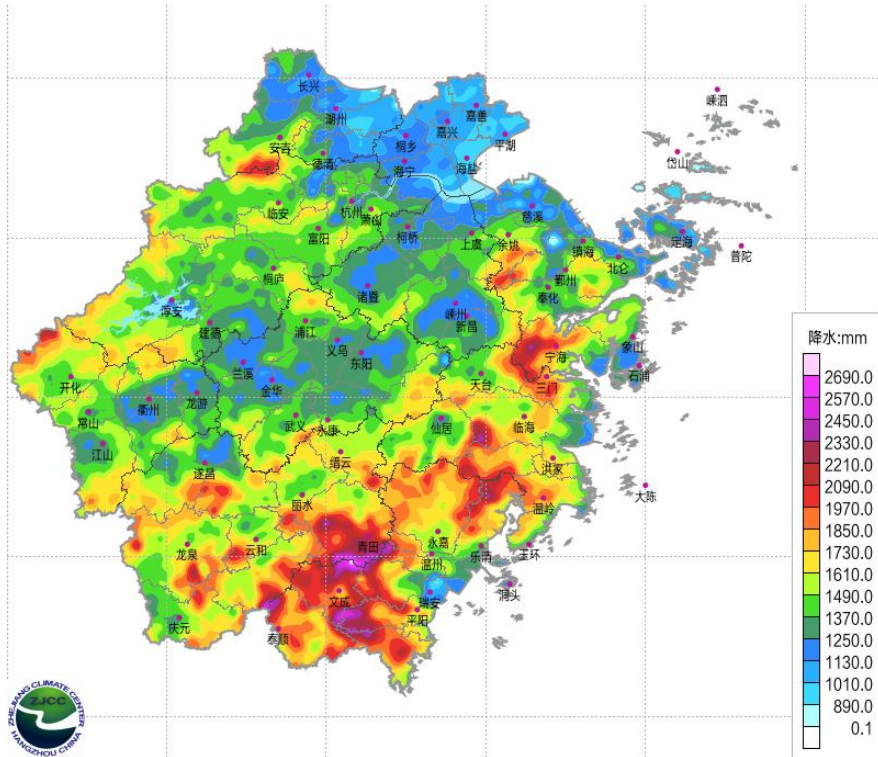 长兴
湖州
嘉善
嘉兴
平湖
桐乡
安吉
德清
海宁
海盐
嵊泗
岱山
临安
杭州
萧山
慈溪
富阳
柯桥
上虞
余姚
镇海
定海
普陀
北仑
桐庐
鄞州
奉化
诸暨
淳安
嵊州
新昌
建德
浦江
义乌
东阳
宁海
象山
石浦
兰溪
金华
开化
衢州
龙游
天台
三门
常山
武义
永康
仙居
临海
江山
遂昌
缙云
洪家
大陈
丽水
温岭
龙泉
云和
青田
永嘉
温州
乐清
玉环
文成
瑞安
洞头
平阳
庆元
泰顺
降水:mm
2690.0
2570.0
2450.0
2330.0
2210.0
2090.0
1970.0
1850.0
1730.0
1610.0
1490.0
1370.0
1250.0
1130.0
1010.0
890.0
0.1
ZHEJIANG CLIMATE CENTER
ZJCC
HANGZHOU CHINA